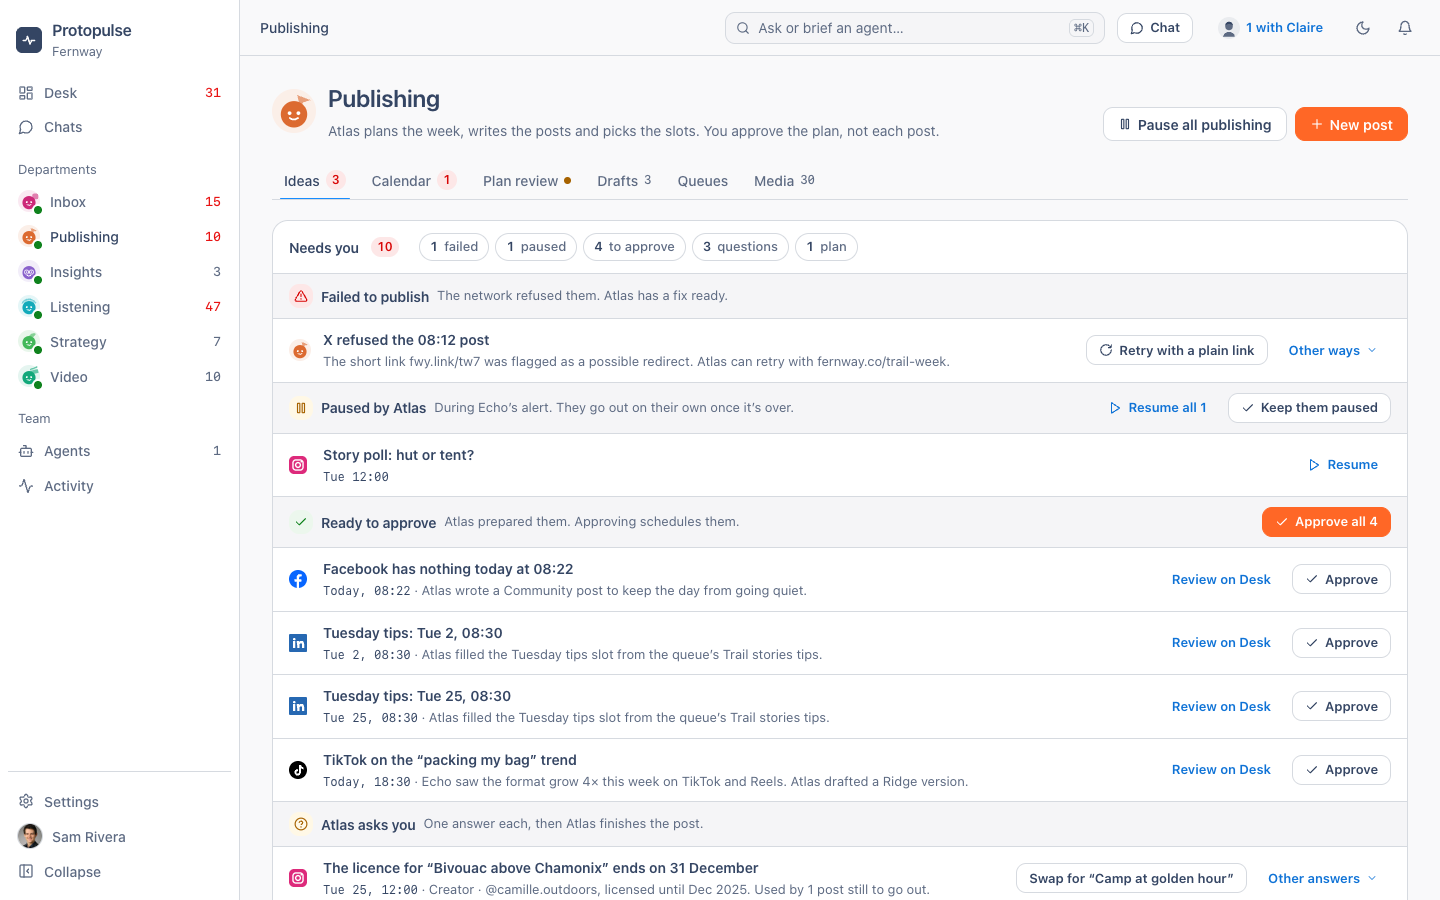 Protopulse
Fernway
Desk 31
Chats
Departments
Inbox 15
Publishing 10
Insights 3
Listening 47
Strategy 7
Video 10
Team
Agents 1
Activity
Settings
Sam Rivera
Collapse
Publishing
Ask or brief an agent… ⌘K
Chat
1 with Claire
Publishing
Atlas plans the week, writes the posts and picks the slots. You approve the plan, not each post.
Pause all publishing
New post
Ideas 3 Calendar 1 Plan review Drafts 3 Queues Media 30
Needs you 10 1 failed 1 paused 4 to approve 3 questions 1 plan
Failed to publish The network refused them. Atlas has a fix ready.
X refused the 08:12 post
The short link fwy.link/tw7 was flagged as a possible redirect. Atlas can retry with fernway.co/trail-week.
Retry with a plain link Other ways
Paused by Atlas During Echo’s alert. They go out on their own once it’s over.
Resume all 1 Keep them paused
Story poll: hut or tent?
Tue 12:00
Resume
Ready to approve Atlas prepared them. Approving schedules them.
Approve all 4
Facebook has nothing today at 08:22
Today, 08:22 · Atlas wrote a Community post to keep the day from going quiet.
Review on Desk Approve
Tuesday tips: Tue 2, 08:30
Tue 2, 08:30 · Atlas filled the Tuesday tips slot from the queue’s Trail stories tips.
Review on Desk Approve
Tuesday tips: Tue 25, 08:30
Tue 25, 08:30 · Atlas filled the Tuesday tips slot from the queue’s Trail stories tips.
Review on Desk Approve
TikTok on the “packing my bag” trend
Today, 18:30 · Echo saw the format grow 4× this week on TikTok and Reels. Atlas drafted a Ridge version.
Review on Desk Approve
Atlas asks you One answer each, then Atlas finishes the post.
The licence for “Bivouac above Chamonix” ends on 31 December
Tue 25, 12:00 · Creator · @camille.outdoors, licensed until Dec 2025. Used by 1 post still to go out.
Swap for “Camp at golden hour” Other answers